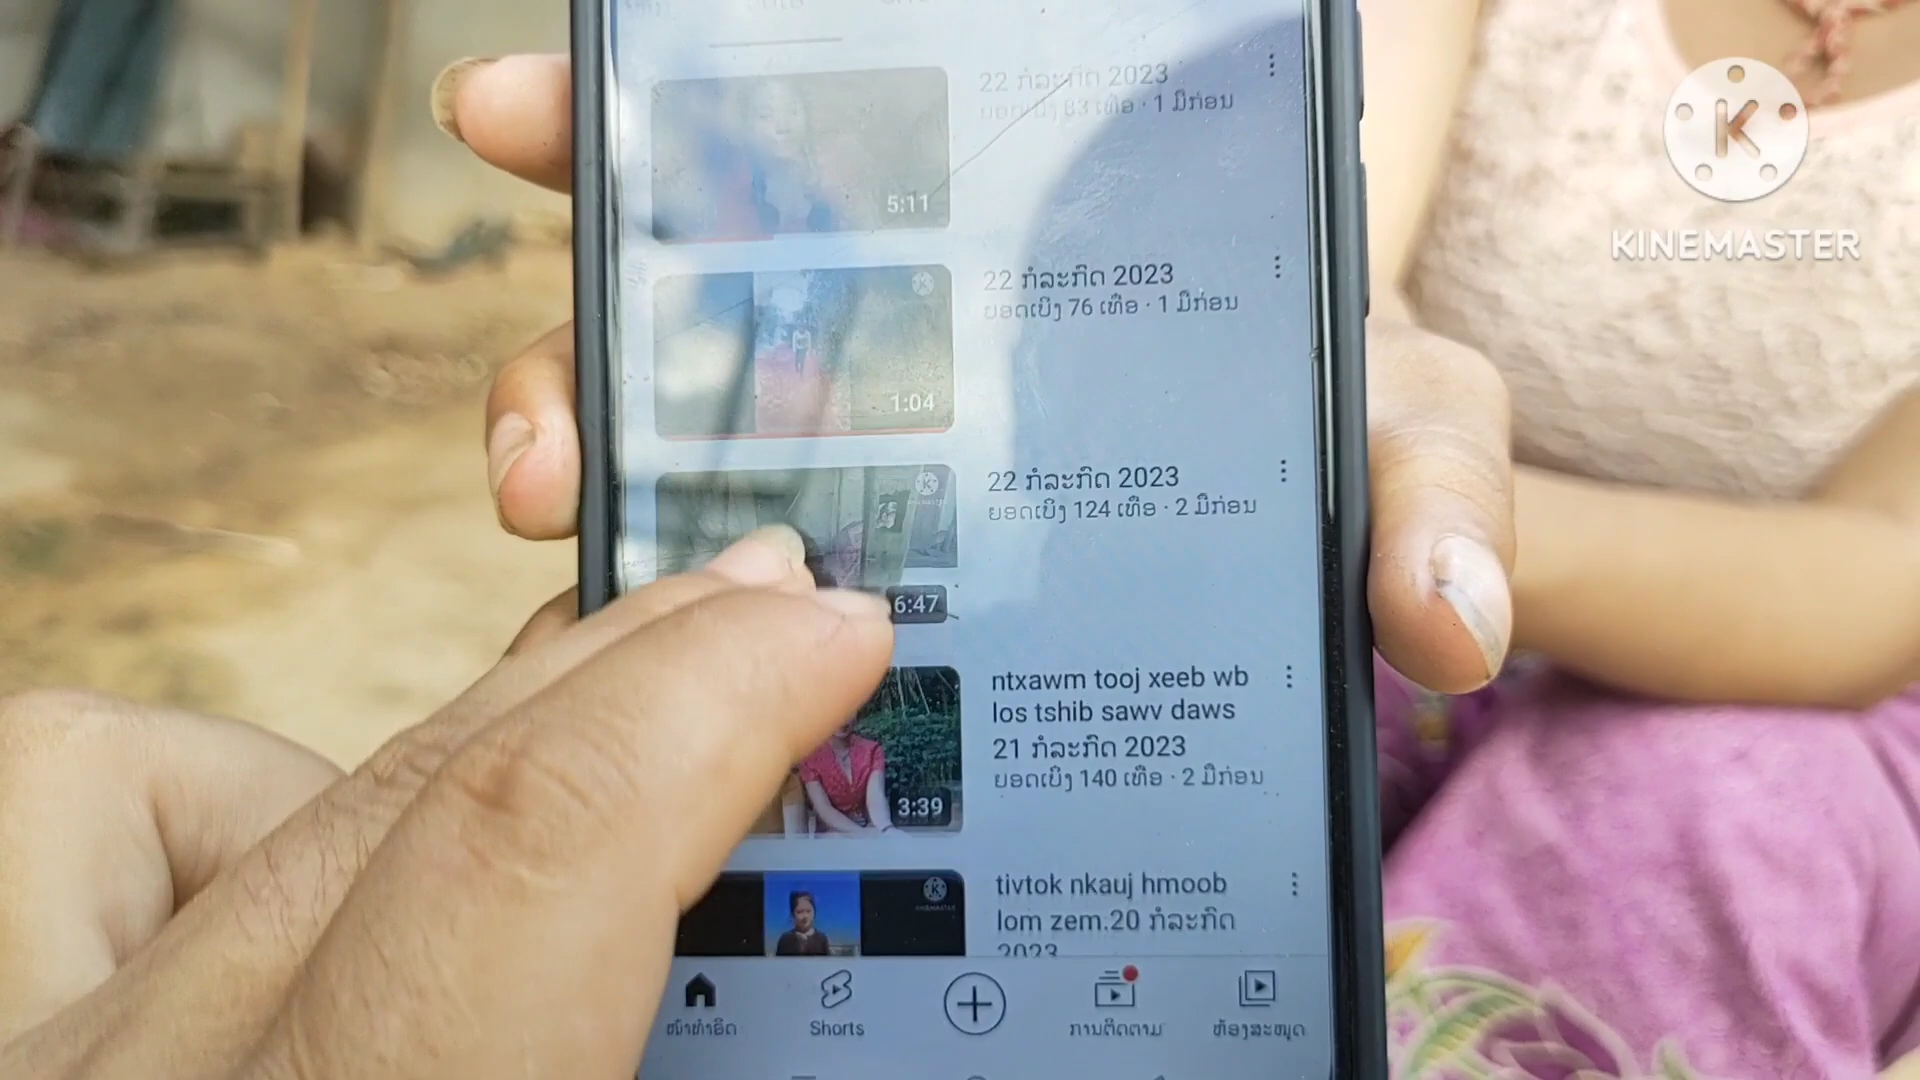 22 ກໍລະກົດ 2023
ຍອດເບິ່ງ 83 ເທື່ອ · 1 ມື້ກ່ອນ
5:11
KINEMASTER
22 ກໍລະກົດ 2023
ຍອດເບິ່ງ 76 ເທື່ອ · 1 ມື້ກ່ອນ
1:04
22 ກໍລະກົດ 2023
ຍອດເບິ່ງ 124 ເທື່ອ · 2 ມື້ກ່ອນ
6:47
ntxawm tooj xeeb wb
los tshib sawv daws
21 ກໍລະກົດ 2023
ຍອດເບິ່ງ 140 ເທື່ອ · 2 ມື້ກ່ອນ
3:39
tivtok nkauj hmoob
lom zem.20 ກໍລະກົດ
2023
ໜ້າທຳອິດ
Shorts
ການຕິດຕາມ
ຫ້ອງສະໝຸດ